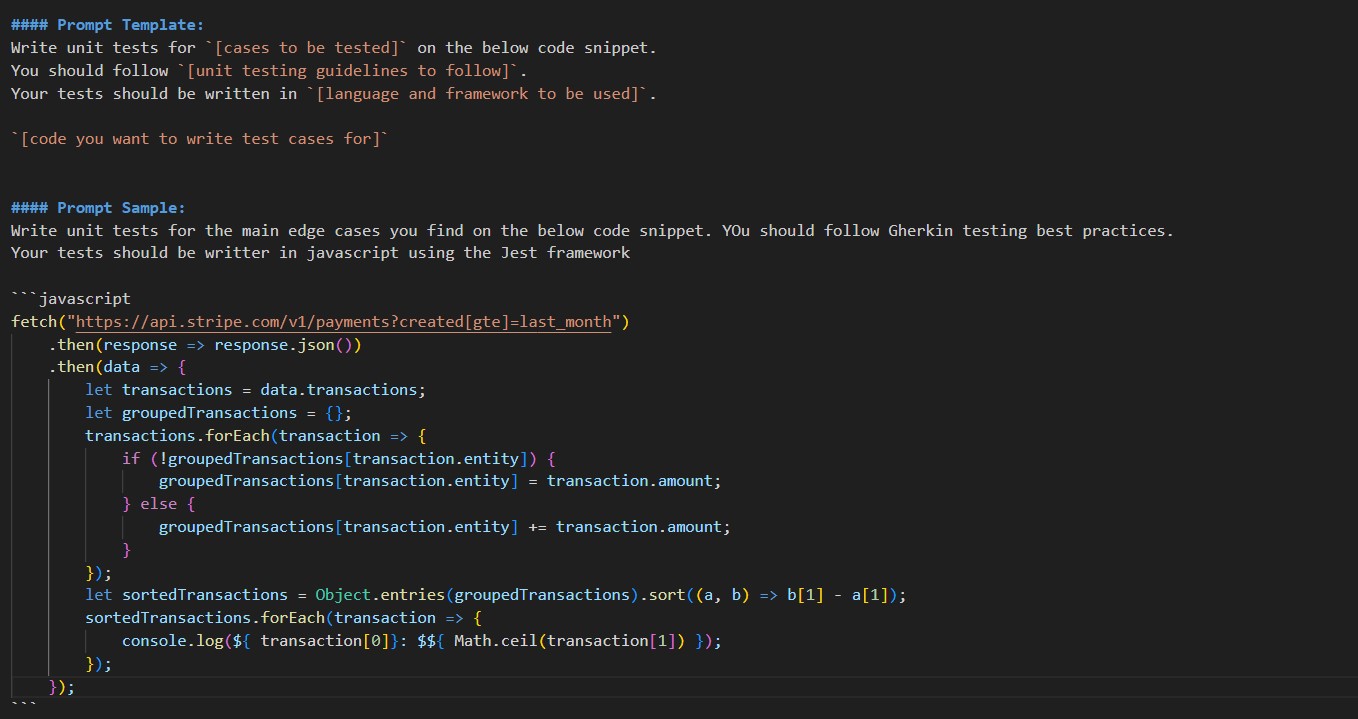 #### Prompt Template:
Write unit tests for `[cases to be tested]` on the below code snippet.
You should follow `[unit testing guidelines to follow]`.
Your tests should be written in `[language and framework to be used]`.
`[code you want to write test cases for]`
#### Prompt Sample:
Write unit tests for the main edge cases you find on the below code snippet. YOu should follow Gherkin testing best practices.
Your tests should be writter in javascript using the Jest framework
```javascript
fetch("https://api.stripe.com/v1/payments?created[gte]=last_month")
    .then(response => response.json())
    .then(data => {
        let transactions = data.transactions;
        let groupedTransactions = {};
        transactions.forEach(transaction => {
            if (!groupedTransactions[transaction.entity]) {
                groupedTransactions[transaction.entity] = transaction.amount;
            } else {
                groupedTransactions[transaction.entity] += transaction.amount;
            }
        });
        let sortedTransactions = Object.entries(groupedTransactions).sort((a, b) => b[1] - a[1]);
        sortedTransactions.forEach(transaction => {
            console.log(${ transaction[0]}: $${ Math.ceil(transaction[1]) });
        });
    });
```